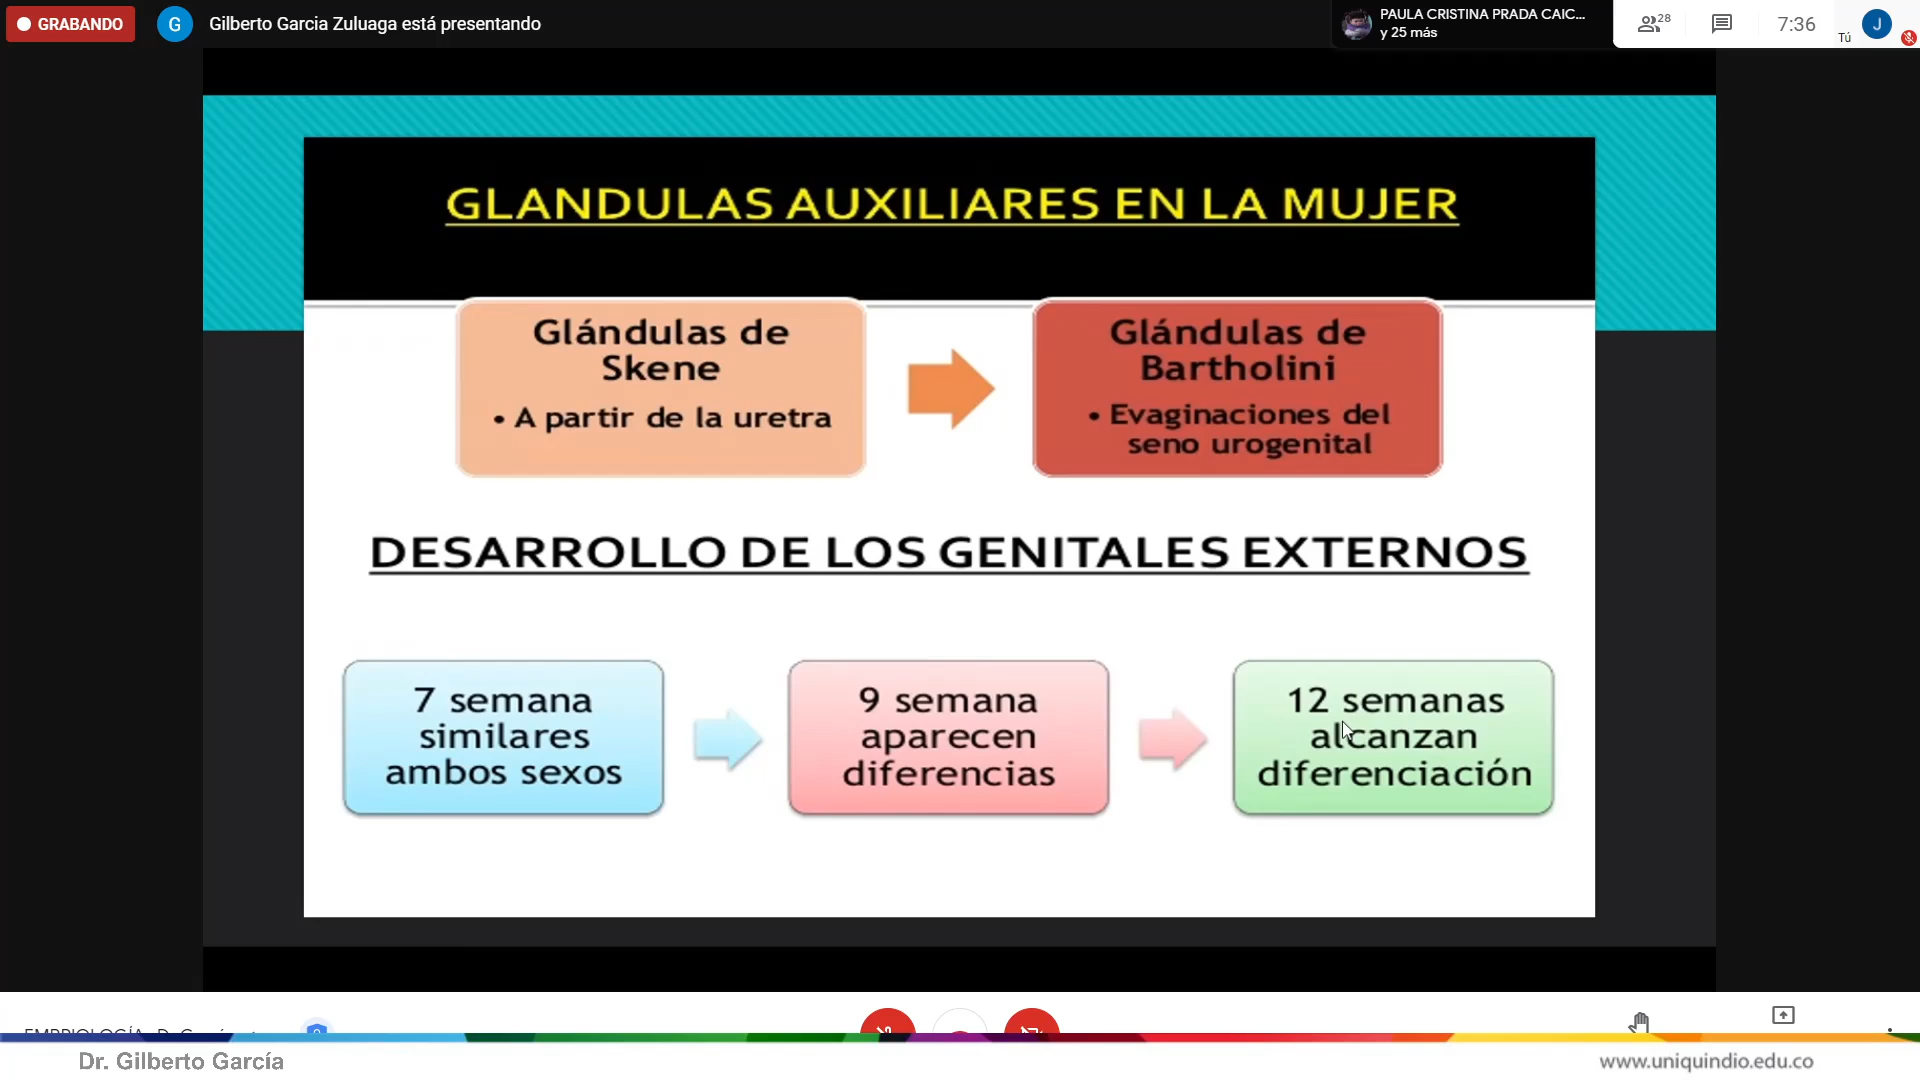 GRABANDO
G
Gilberto Garcia Zuluaga está presentando
PAULA CRISTINA PRADA CAIC...
y 25 más
28
7:36
Tú
J
GLANDULAS AUXILIARES EN LA MUJER
Glándulas de
Skene
• A partir de la uretra
Glándulas de
Bartholini
• Evaginaciones del
seno urogenital
DESARROLLO DE LOS GENITALES EXTERNOS
7 semana
similares
ambos sexos
9 semana
aparecen
diferencias
12 semanas
alcanzan
diferenciación
Dr. Gilberto García
www.uniquindio.edu.co